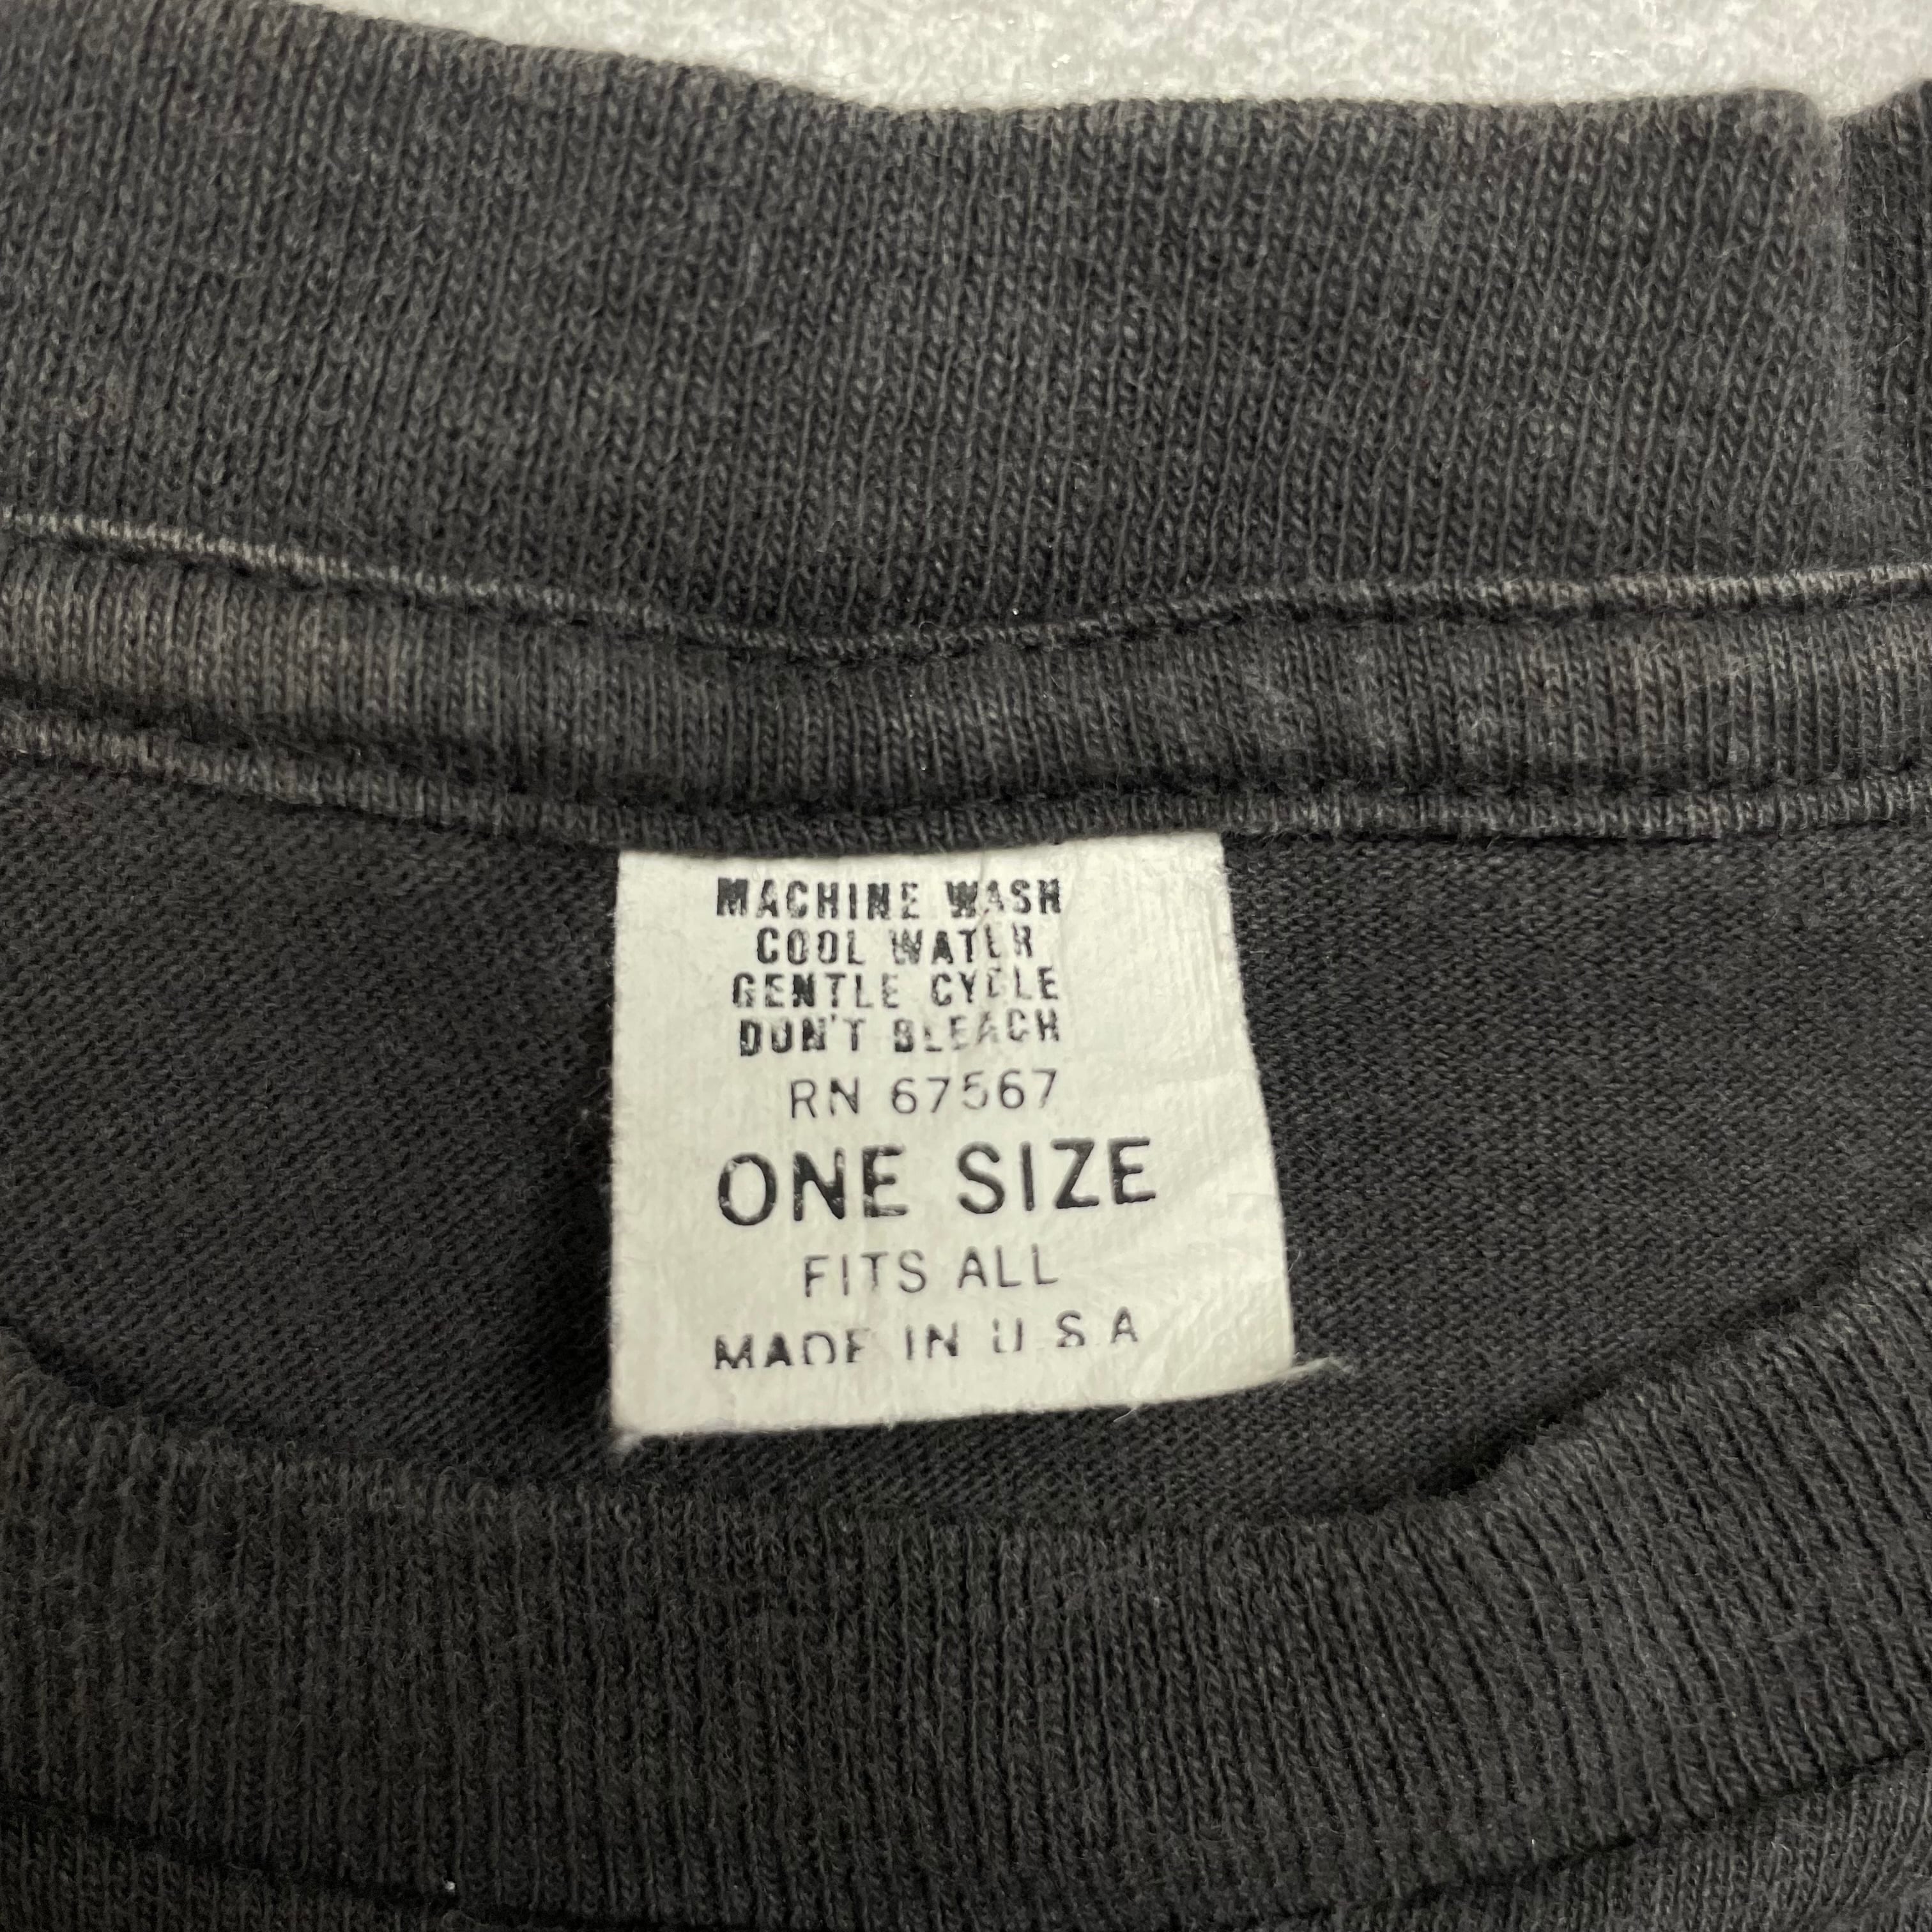 MACHINE WASH
COOL WATER
GENTLE CYCLE
DON'T BLEACH
RN 67567
ONE SIZE
FITS ALL
MADE IN U.S.A